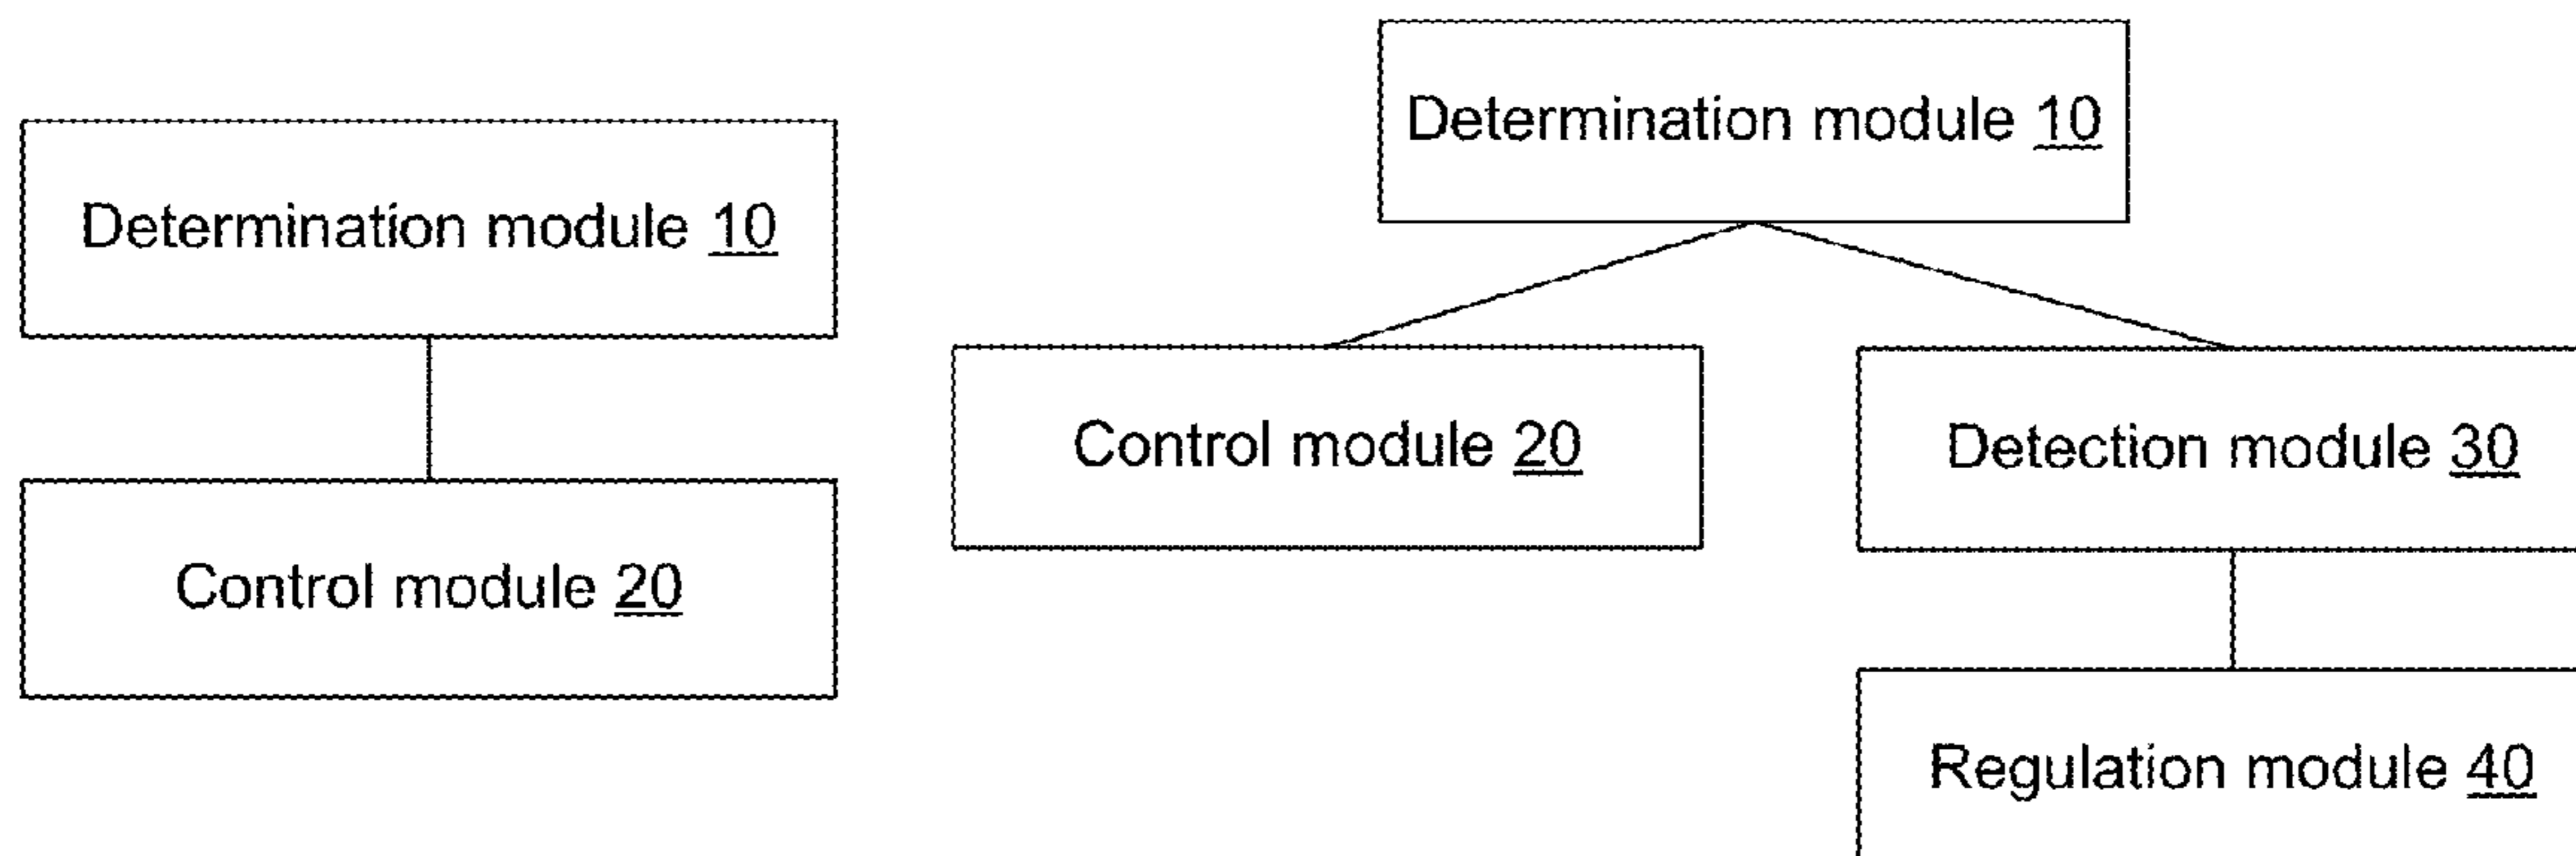 Determination module 10
Control module 20
Determination module 10
Control module 20
Detection module 30
Regulation module 40